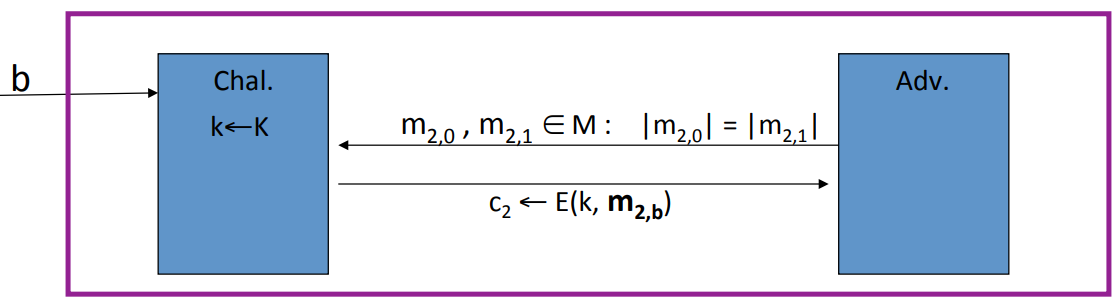 b
Chal.
k←K
m2,0 , m2,1 ∈ M : |m2,0| = |m2,1|
c2 ← E(k, m2,b)
Adv.